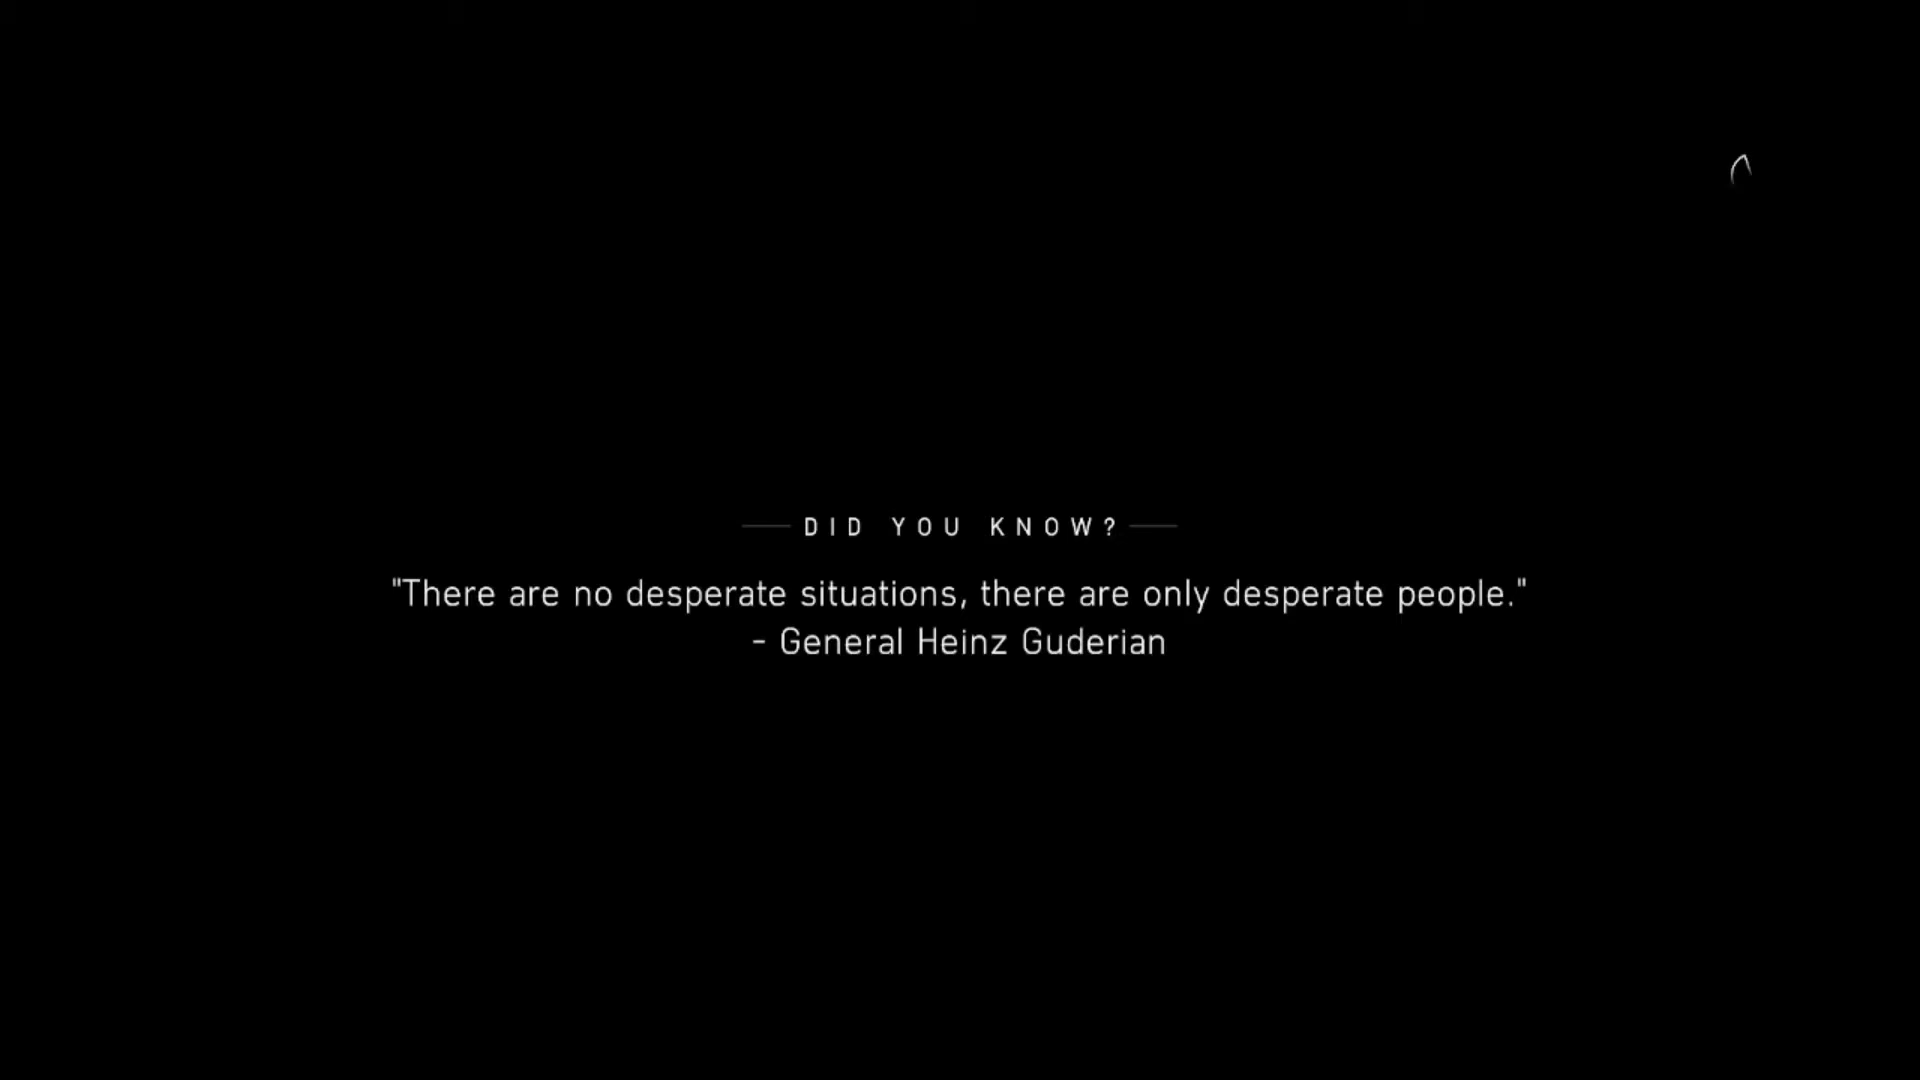 DID YOU KNOW?
"There are no desperate situations, there are only desperate people."
- General Heinz Guderian